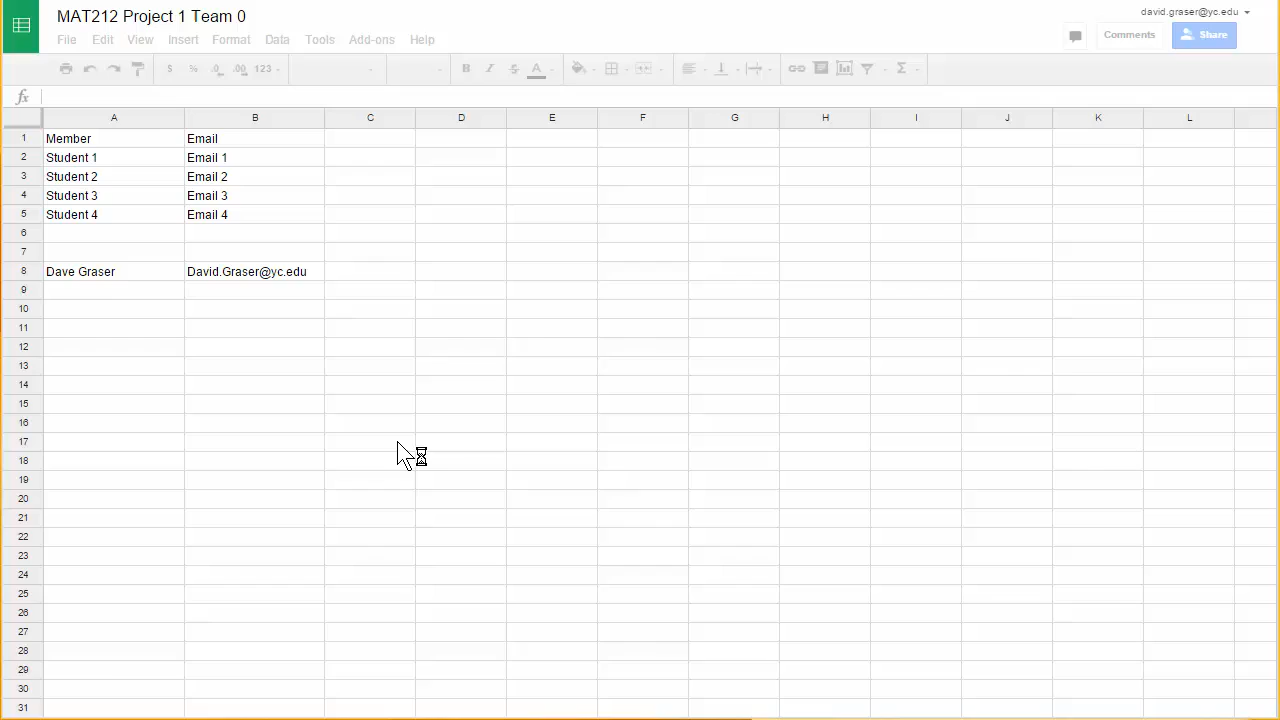 MAT212 Project 1 Team 0
david.graser@yc.edu
File Edit View Insert Format Data Tools Add-ons Help
Comments Share
$ % .0 .00 123 B I S A Σ
fx
A B C D E F G H I J K L
1 Member Email
2 Student 1 Email 1
3 Student 2 Email 2
4 Student 3 Email 3
5 Student 4 Email 4
6
7
8 Dave Graser David.Graser@yc.edu
9
10
11
12
13
14
15
16
17
18
19
20
21
22
23
24
25
26
27
28
29
30
31